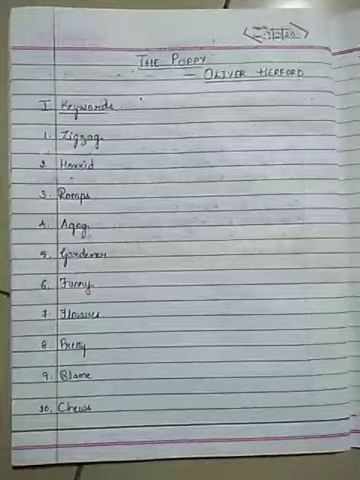 THE POPPY
— OLIVER HERFORD
I Keywords
1. Zigzag
2. Horrid
3. Romps
4. Agog
5. Gardener
6. Funny
7. Flowers
8. Pretty
9. Blame
10. Chews